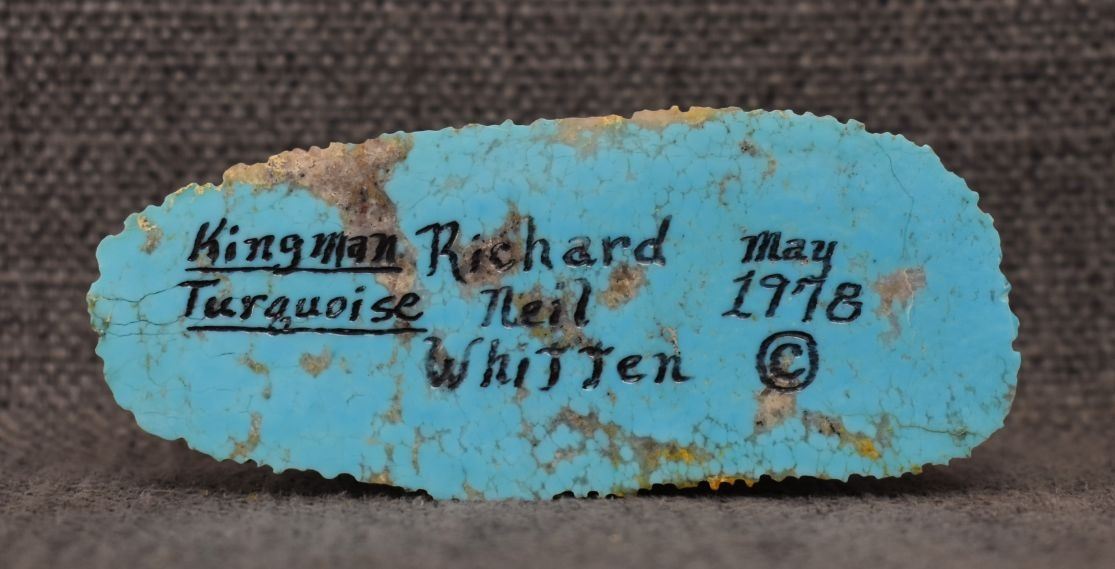 Kingman
Turquoise
Richard
Neil
Whitten
May
1978
©